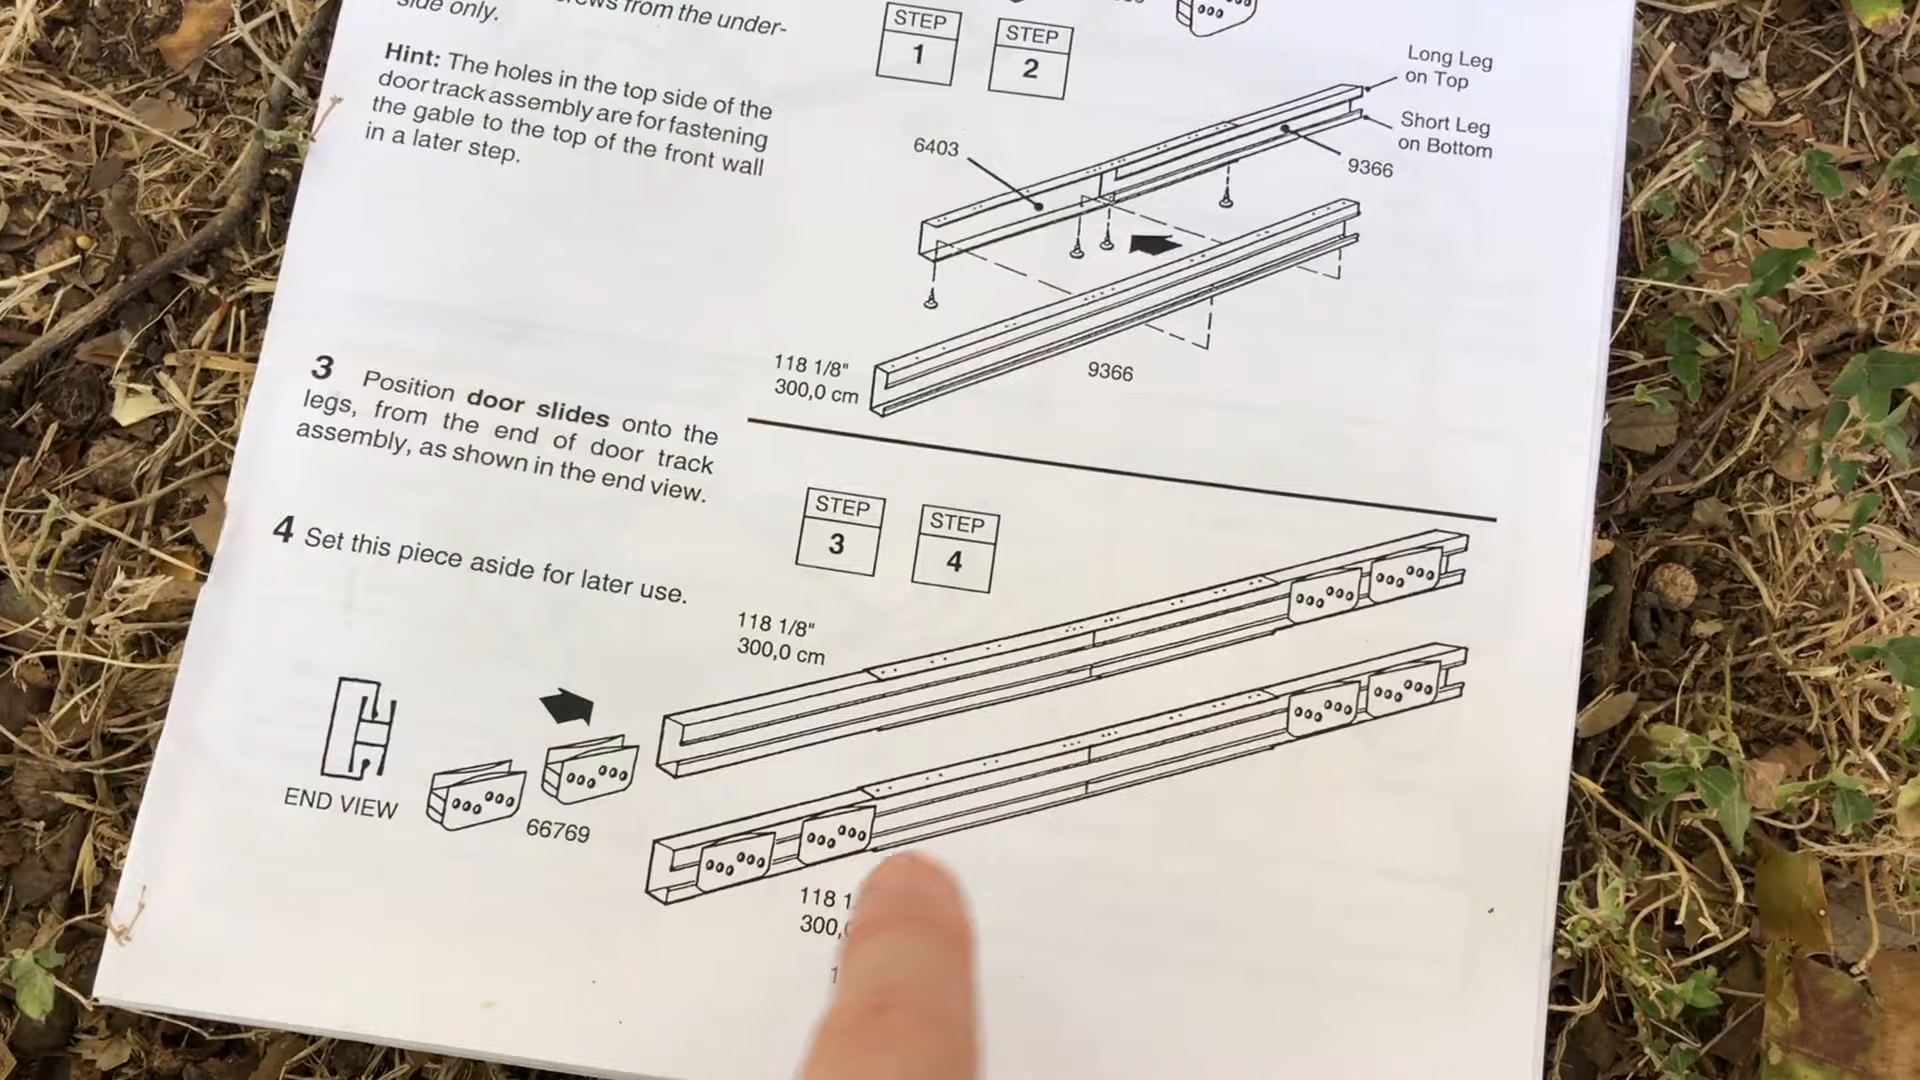 side only.
from the under-
Hint: The holes in the top side of the
door track assembly are for fastening
the gable to the top of the front wall
in a later step.
STEP
1
STEP
2
Long Leg
on Top
Short Leg
on Bottom
6403
9366
118 1/8"
300,0 cm
9366
3 Position door slides onto the
legs, from the end of door track
assembly, as shown in the end view.
4 Set this piece aside for later use.
STEP
3
STEP
4
118 1/8"
300,0 cm
END VIEW
66769
118 1
300,
1